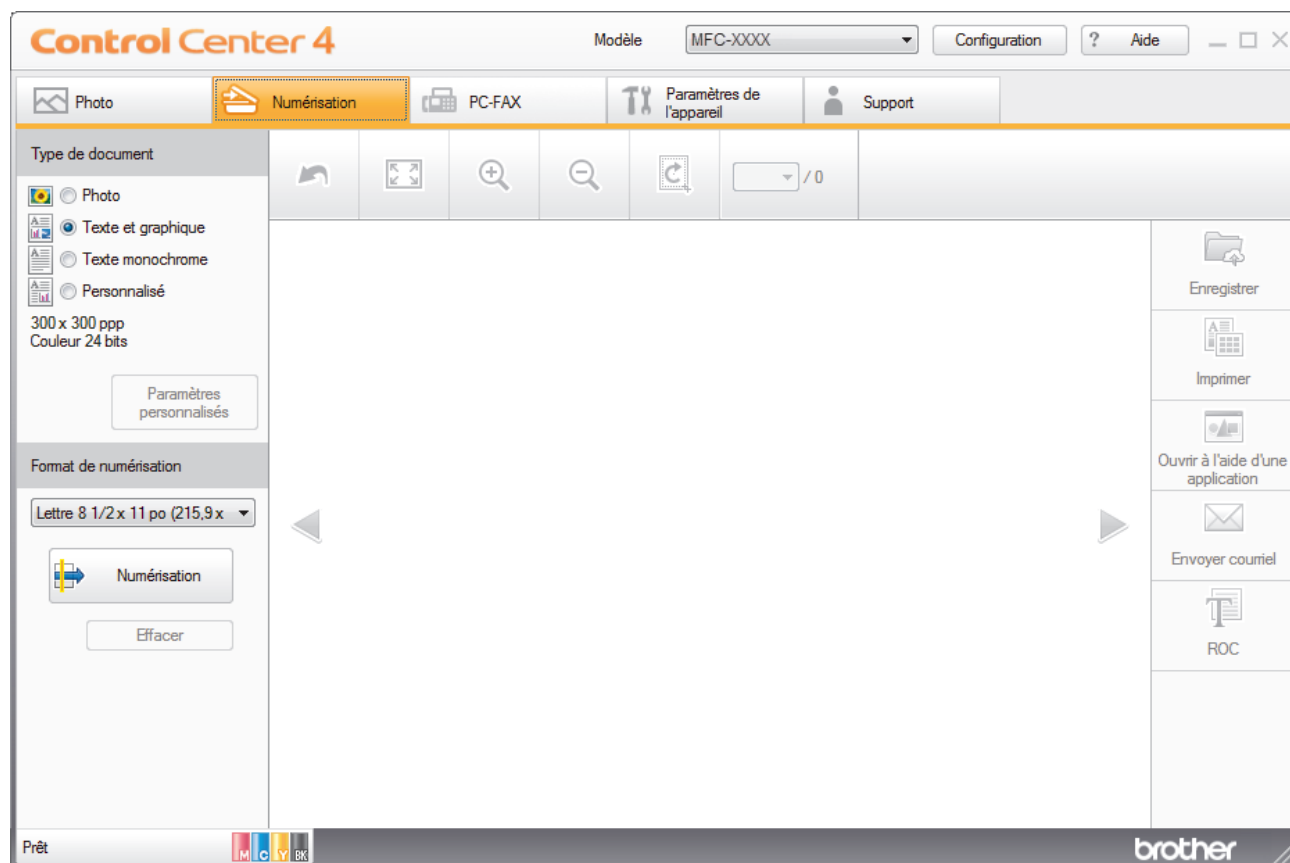 Control Center 4
Modèle
MFC-XXXX
Configuration
? Aide
Photo
Numérisation
PC-FAX
Paramètres de
l'appareil
Support
Type de document
Photo
Texte et graphique
Texte monochrome
Personnalisé
300 x 300 ppp
Couleur 24 bits
Paramètres
personnalisés
Format de numérisation
Lettre 8 1/2 x 11 po (215,9 x
Numérisation
Effacer
/ 0
Enregistrer
Imprimer
Ouvrir à l'aide d'une
application
Envoyer courriel
ROC
Prêt
M C Y BK
brother